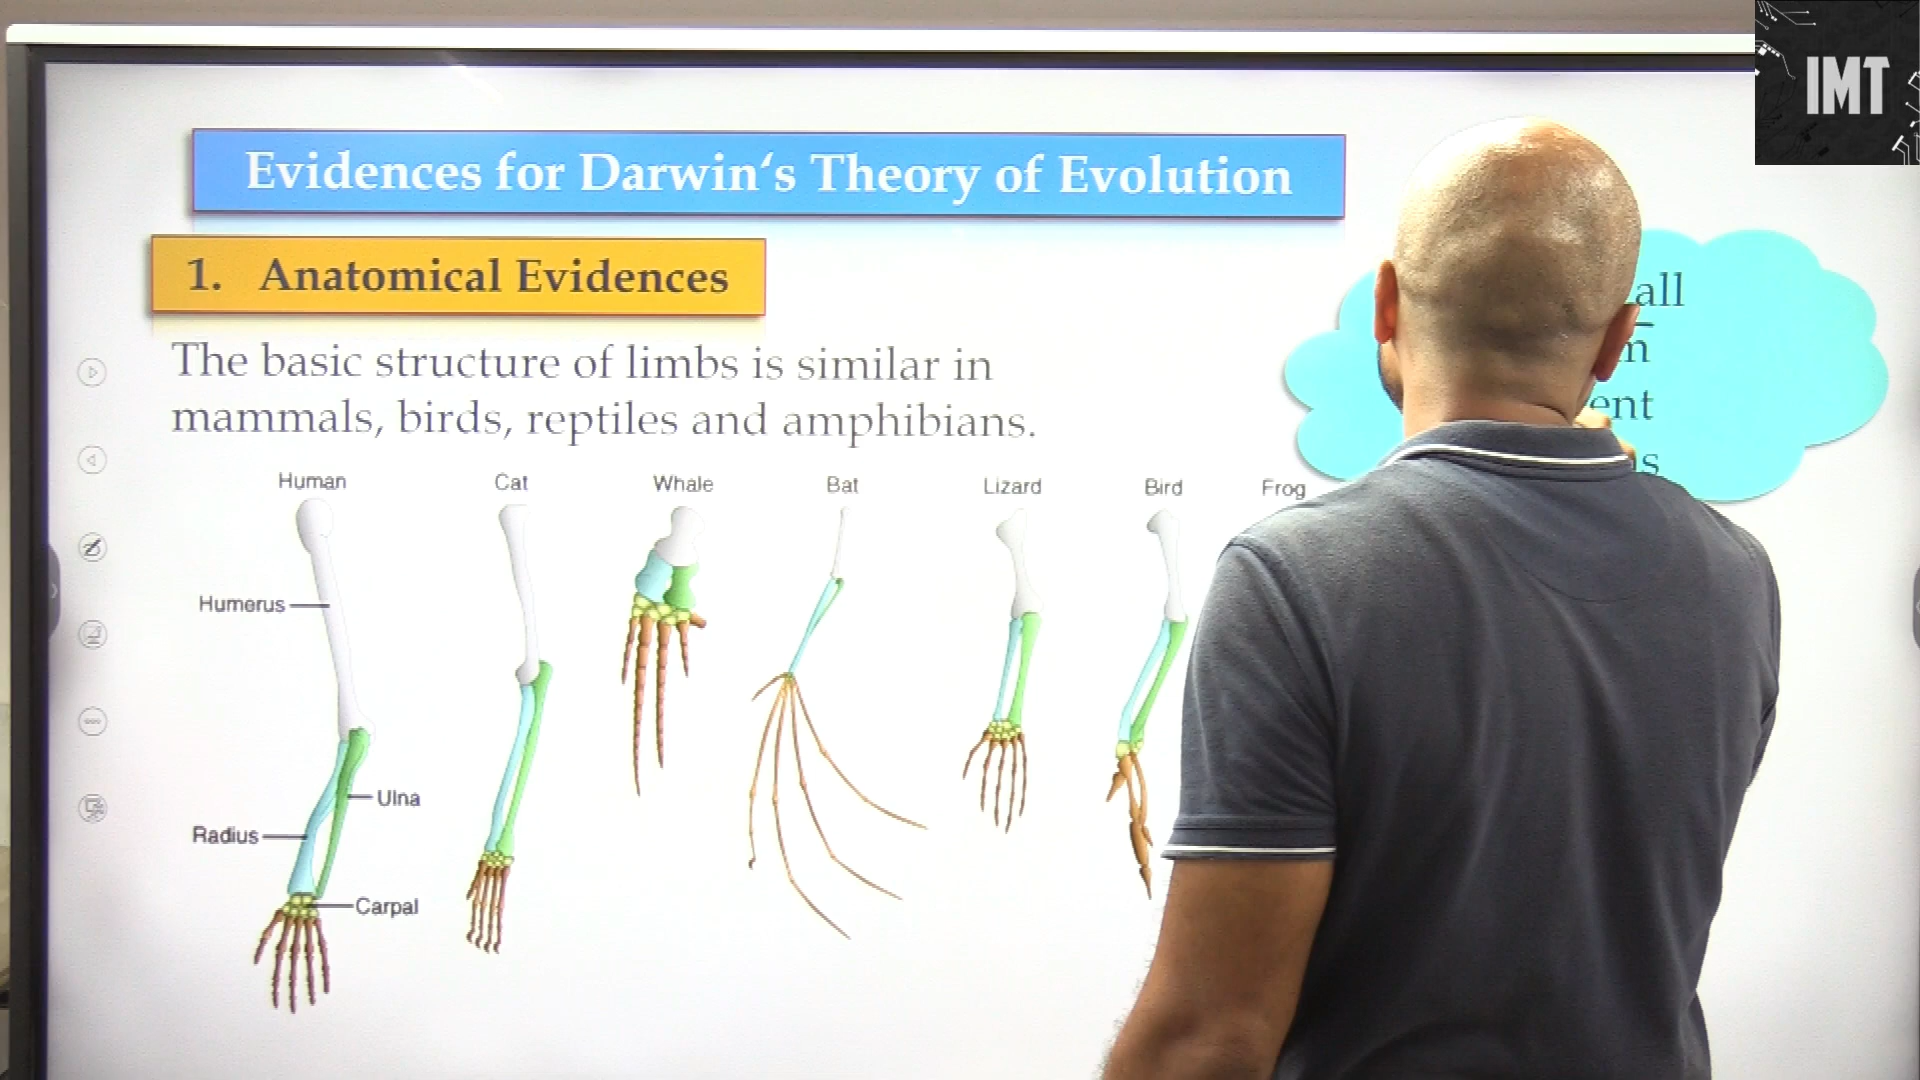 IMT
Evidences for Darwin‘s Theory of Evolution
1. Anatomical Evidences
all
The basic structure of limbs is similar in
mammals, birds, reptiles and amphibians.
Human Cat Whale Bat Lizard Bird Frog
Humerus
Ulna
Radius
Carpal